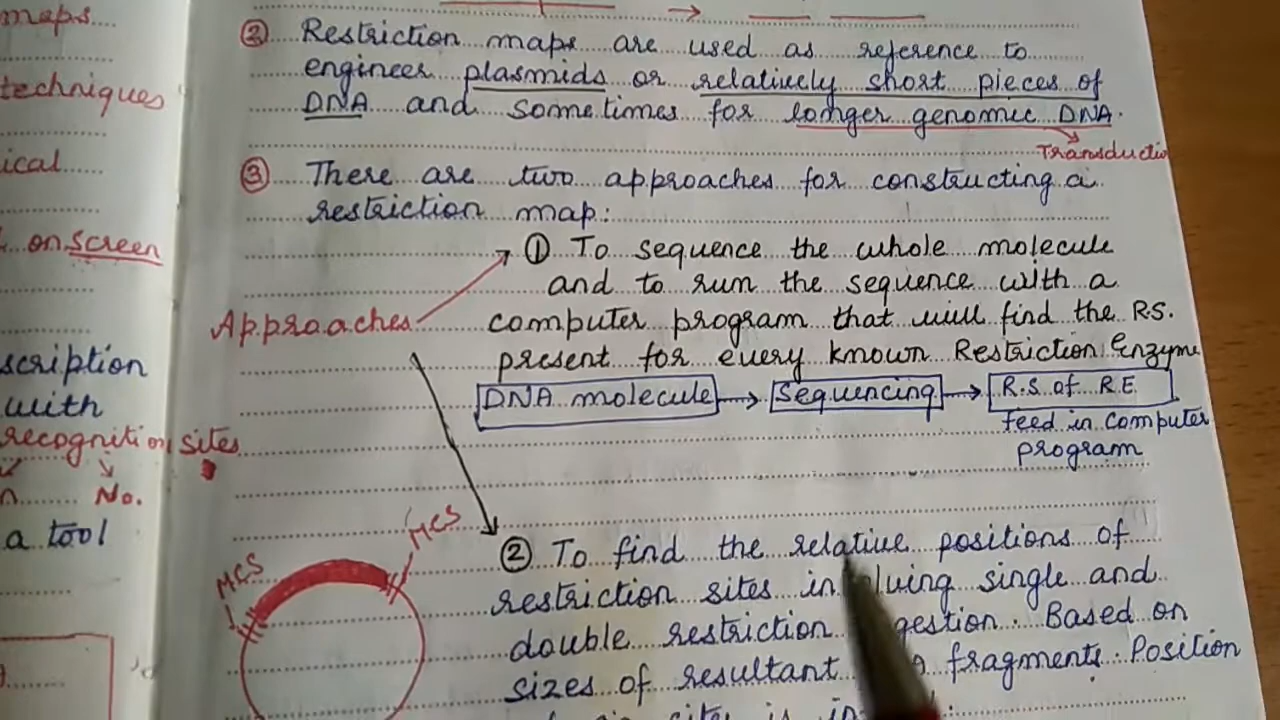 maps
techniques
ical
on screen
scription
with
recognition sites
No.
a tool
② Restriction maps are used as reference to
engineer plasmids or relatively short pieces of
DNA and sometimes for longer genomic DNA.
Transductio
③ There are two approaches for constructing a
restriction map:
Approaches
① To sequence the whole molecule
and to run the sequence with a
computer program that will find the R.S.
present for every known Restriction Enzyme
DNA molecule → Sequencing → R.S. of R.E
feed in computer
program
MCS
MCS
② To find the relative positions of
restriction sites involving single and
double restriction gestion. Based on
sizes of resultant fragments. Position